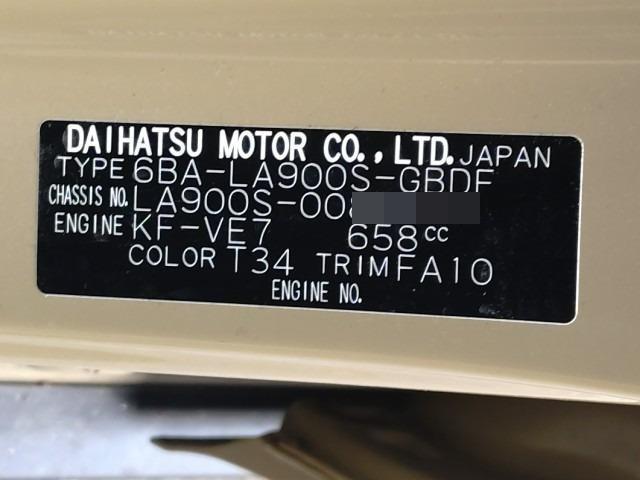 DAIHATSU MOTOR CO., LTD. JAPAN
TYPE 6BA-LA900S-GBDF
CHASSIS NO. LA900S-00
ENGINE KF-VE7 658cc
COLOR T34 TRIM FA10
ENGINE NO.